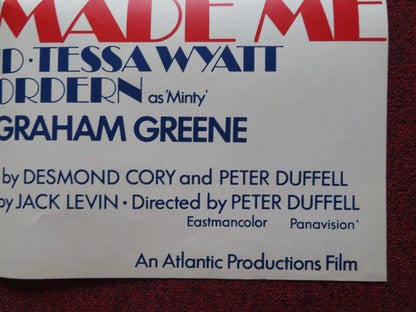 MADE ME
D · TESSA WYATT
ORDERN as 'Minty'
GRAHAM GREENE
by DESMOND CORY and PETER DUFFELL
by JACK LEVIN · Directed by PETER DUFFELL
Eastmancolor Panavision'
An Atlantic Productions Film